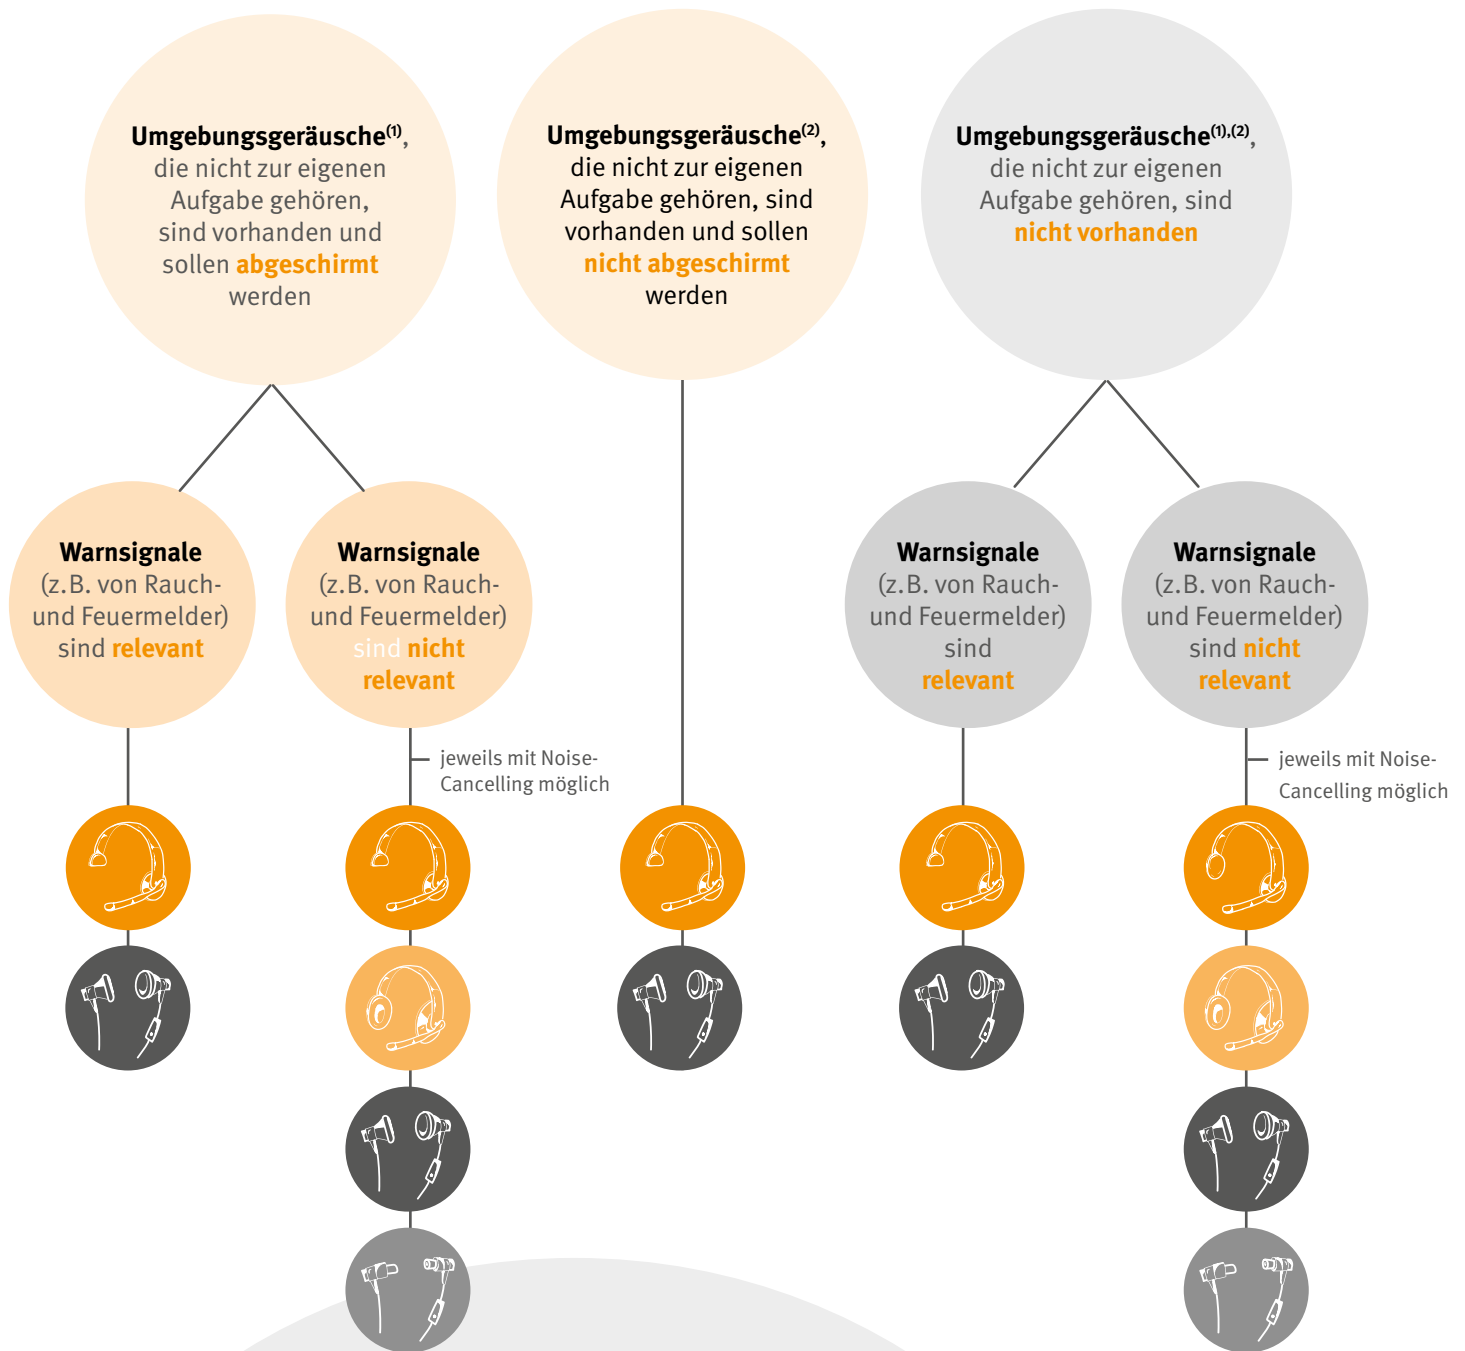 Umgebungsgeräusche(1),
die nicht zur eigenen
Aufgabe gehören,
sind vorhanden und
sollen abgeschirmt
werden
Umgebungsgeräusche(2),
die nicht zur eigenen
Aufgabe gehören, sind
vorhanden und sollen
nicht abgeschirmt
werden
Umgebungsgeräusche(1),(2),
die nicht zur eigenen
Aufgabe gehören, sind
nicht vorhanden
Warnsignale
(z.B. von Rauch-
und Feuermelder)
sind relevant
Warnsignale
(z.B. von Rauch-
und Feuermelder)
sind nicht
relevant
Warnsignale
(z.B. von Rauch-
und Feuermelder)
sind
relevant
Warnsignale
(z.B. von Rauch-
und Feuermelder)
sind nicht
relevant
jeweils mit Noise-
Cancelling möglich
jeweils mit Noise-
Cancelling möglich